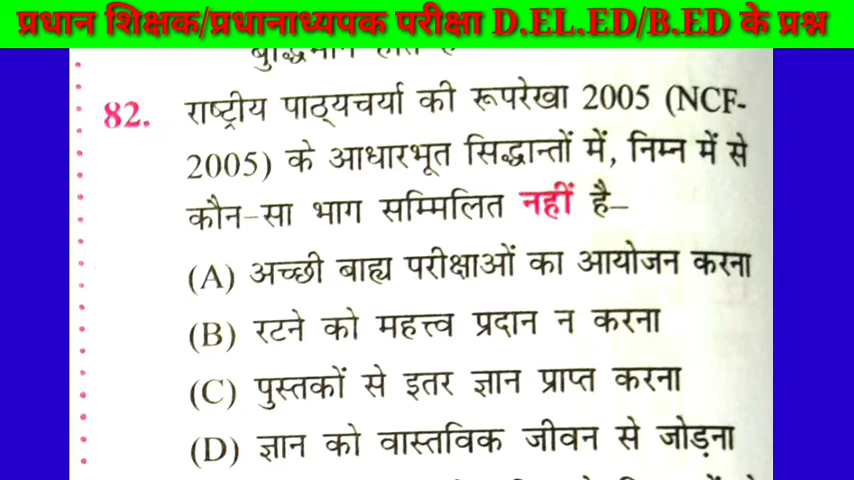 प्रधान शिक्षक/प्रधानाध्यपक परीक्षा D.EL.ED/B.ED के प्रश्न
82. राष्ट्रीय पाठ्यचर्या की रूपरेखा 2005 (NCF-
2005) के आधारभूत सिद्धान्तों में, निम्न में से
कौन-सा भाग सम्मिलित नहीं है–
(A) अच्छी बाह्य परीक्षाओं का आयोजन करना
(B) रटने को महत्त्व प्रदान न करना
(C) पुस्तकों से इतर ज्ञान प्राप्त करना
(D) ज्ञान को वास्तविक जीवन से जोड़ना